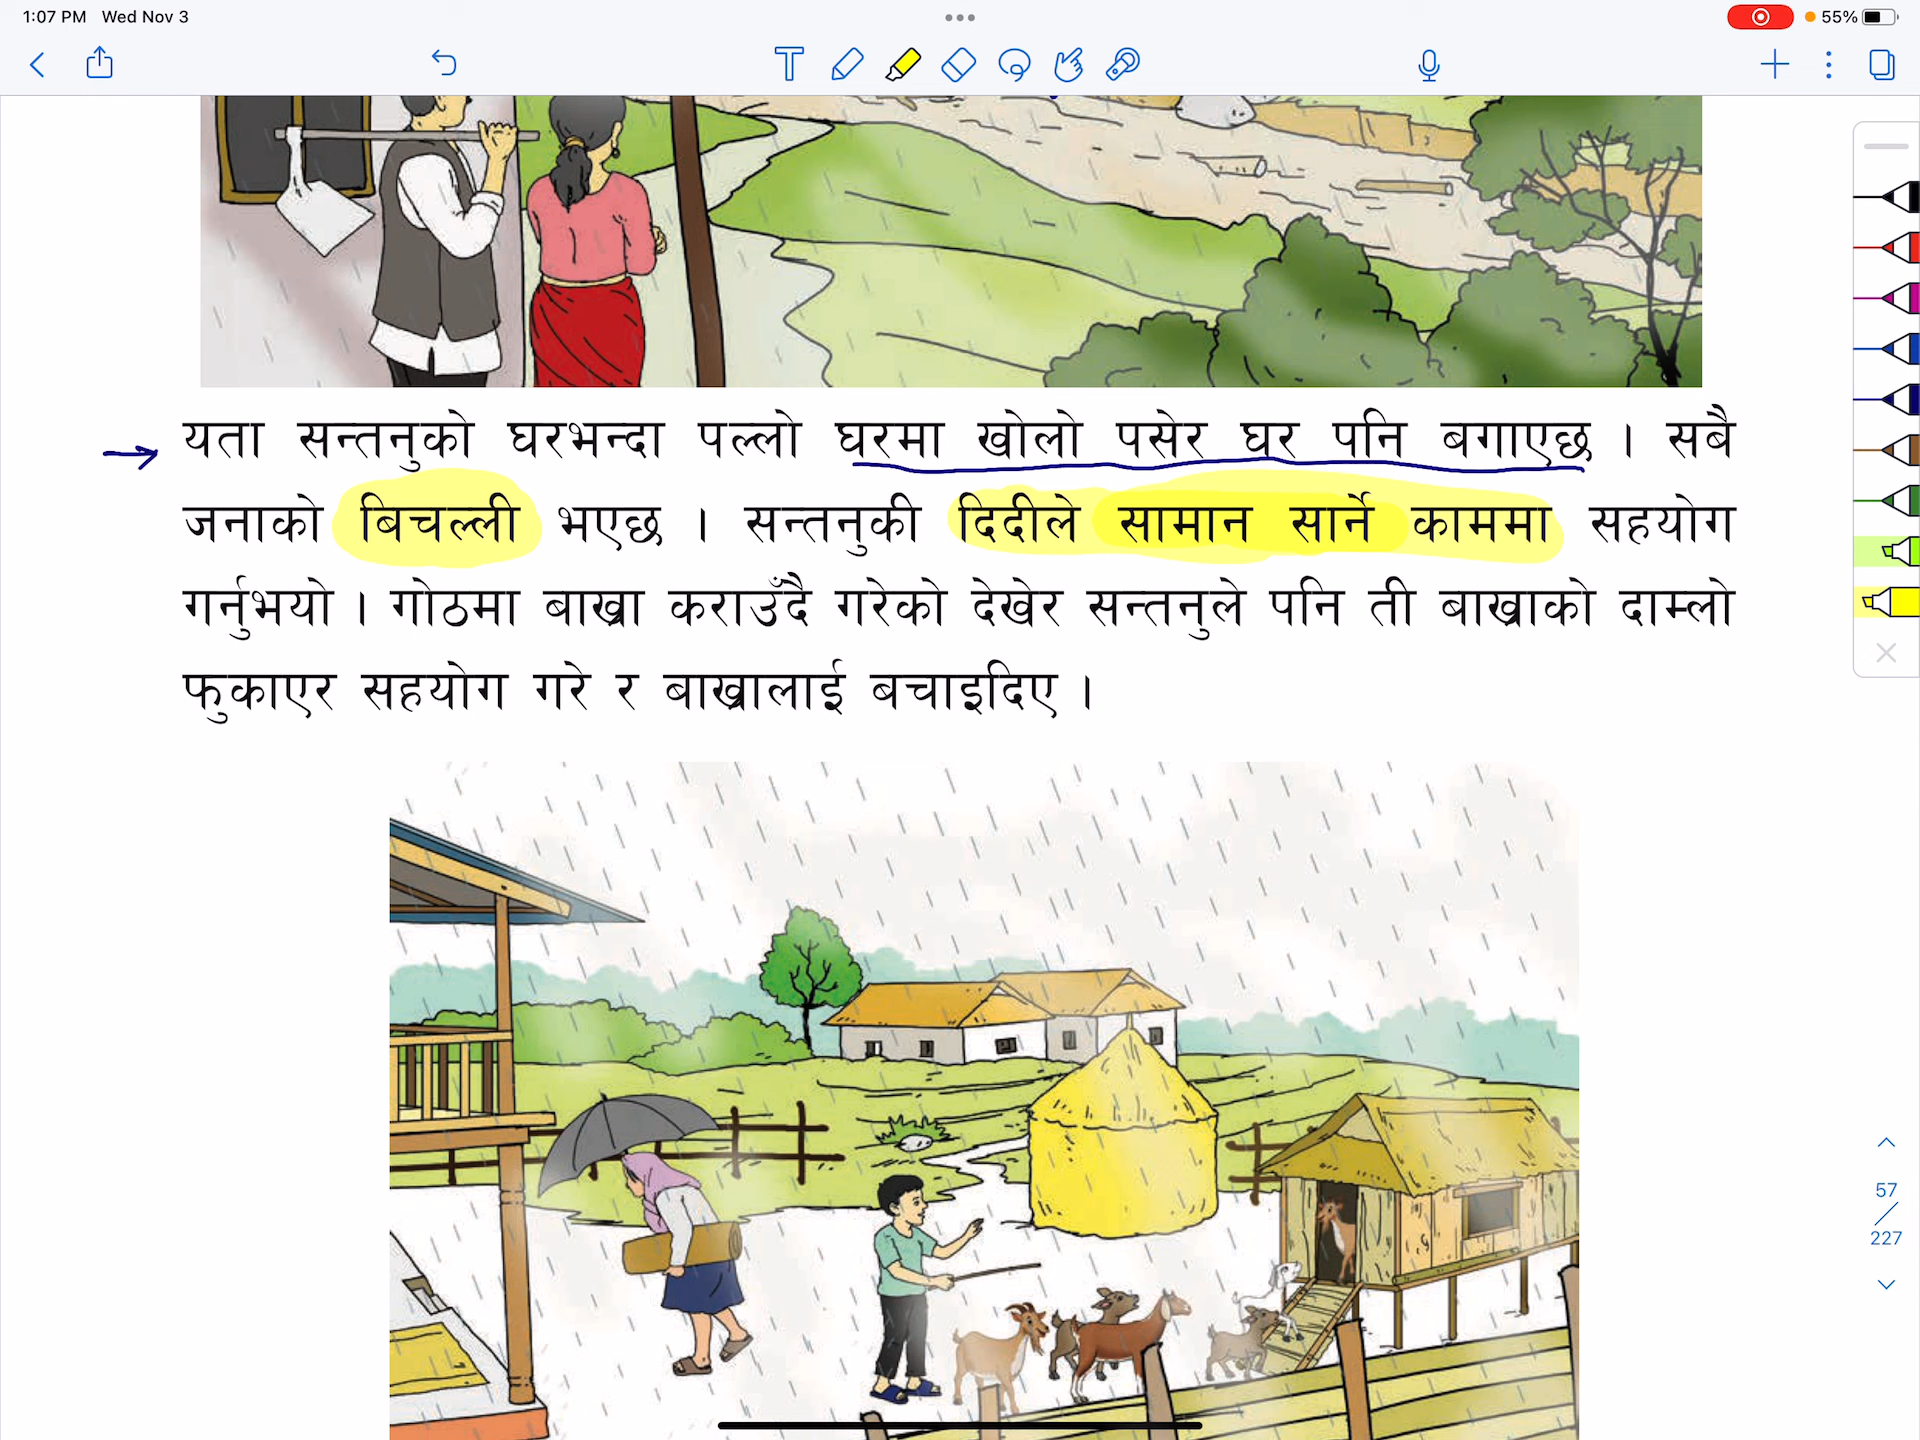 1:07 PM Wed Nov 3
55%
यता सन्तनुको घरभन्दा पल्लो घरमा खोलो पसेर घर पनि बगाएछ । सबै
जनाको बिचल्ली भएछ । सन्तनुकी दिदीले सामान सार्ने काममा सहयोग
गर्नुभयो । गोठमा बाख्रा कराउँदै गरेको देखेर सन्तनुले पनि ती बाख्राको दाम्लो
फुकाएर सहयोग गरे र बाख्रालाई बचाइदिए ।
57
/
227